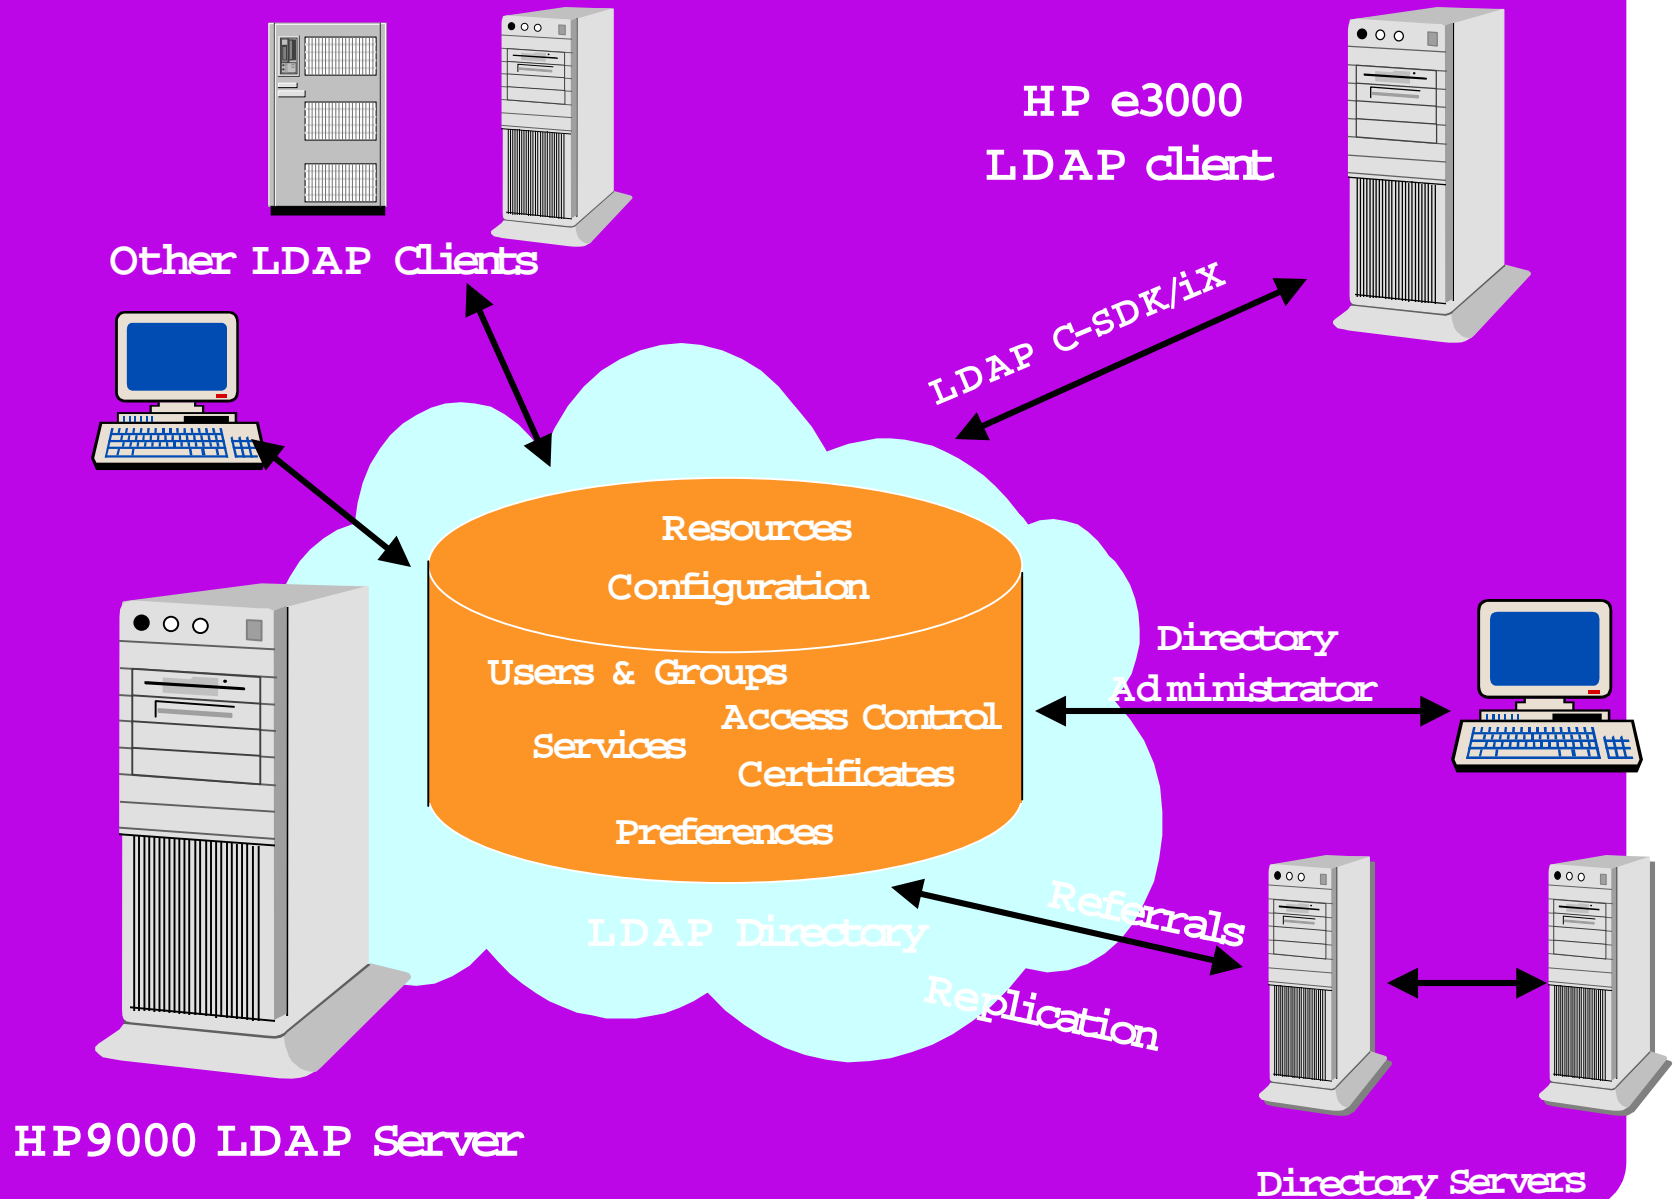 HP e3000
LDAP client
Other LDAP Clients
LDAP C-SDK/iX
Resources
Configuration
Directory
Administrator
Users & Groups
Access Control
Services
Certificates
Preferences
Referrals
LDAP Directory
Replication
HP9000 LDAP Server
Directory Servers